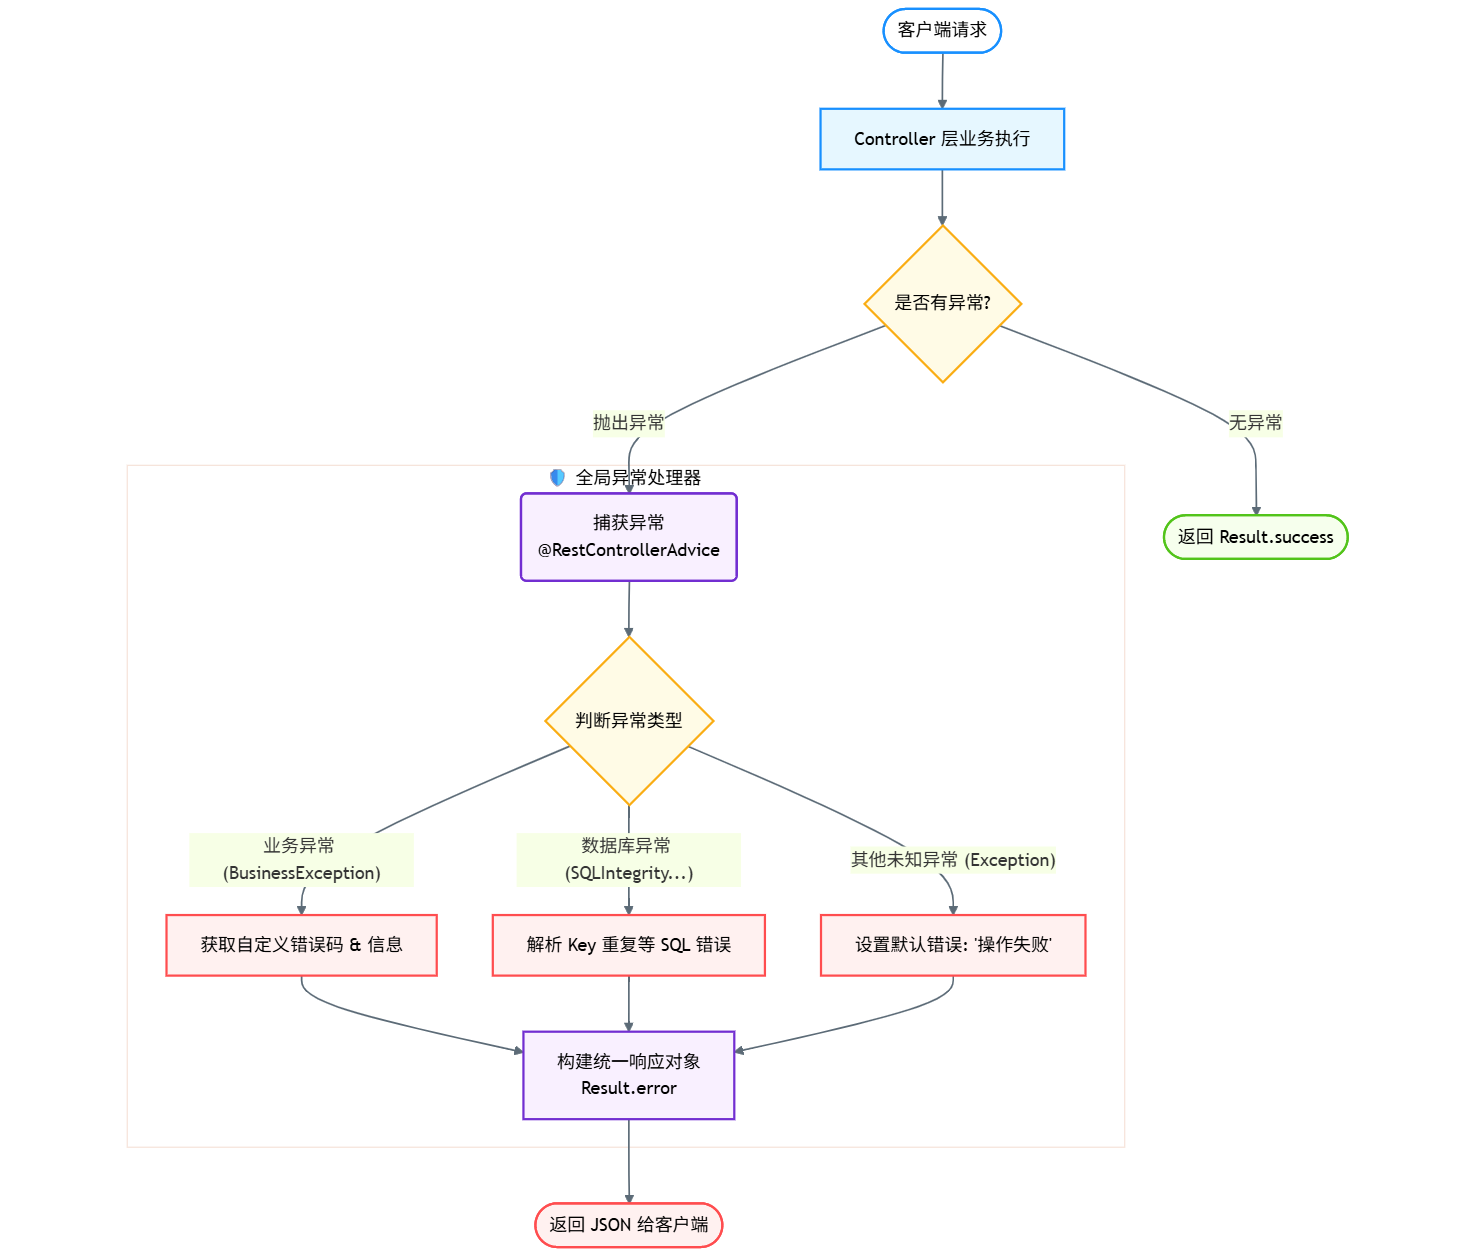 客户端请求
Controller 层业务执行
是否有异常?
抛出异常
无异常
全局异常处理器
捕获异常
@RestControllerAdvice
返回 Result.success
判断异常类型
业务异常
(BusinessException)
数据库异常
(SQLIntegrity...)
其他未知异常 (Exception)
获取自定义错误码 & 信息
解析 Key 重复等 SQL 错误
设置默认错误: '操作失败'
构建统一响应对象
Result.error
返回 JSON 给客户端